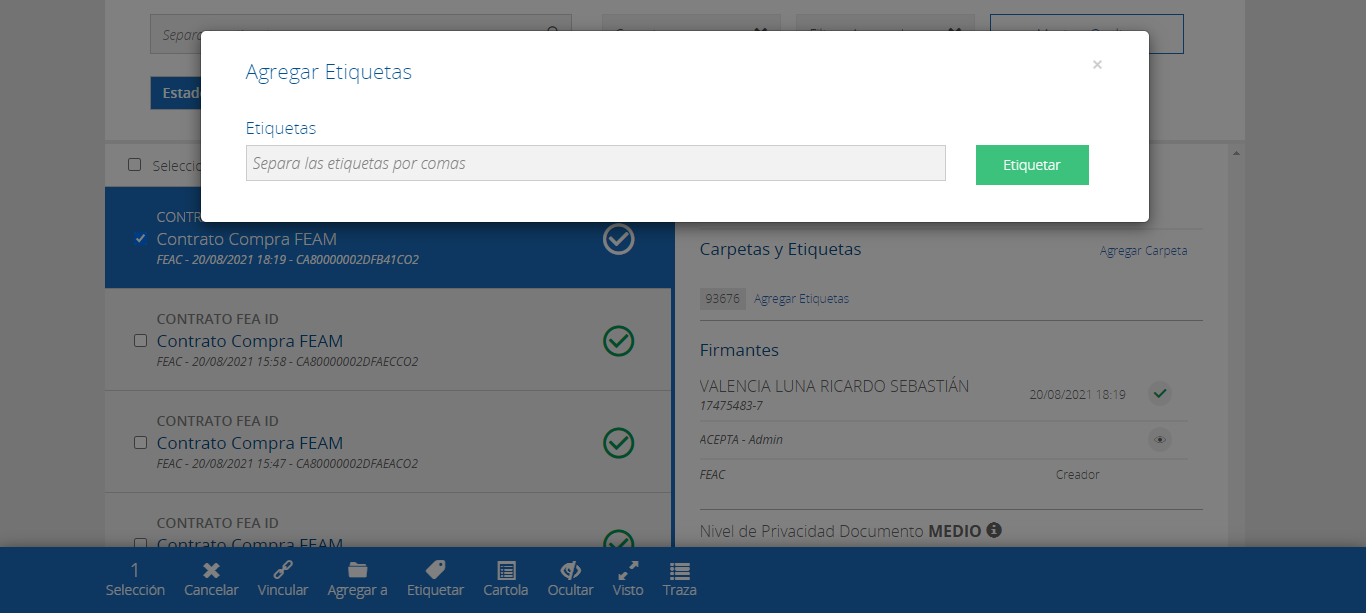 Agregar Etiquetas
×
Etiquetas
Separa las etiquetas por comas
Etiquetar
Contrato Compra FEAM
FEAC - 20/08/2021 18:19 - CA80000002DFB41CO2
CONTRATO FEA ID
Contrato Compra FEAM
FEAC - 20/08/2021 15:58 - CA80000002DFAECCO2
CONTRATO FEA ID
Contrato Compra FEAM
FEAC - 20/08/2021 15:47 - CA80000002DFAEACO2
CONTRATO FEA ID
Contrato Compra FEAM
Carpetas y Etiquetas
Agregar Carpeta
93676 Agregar Etiquetas
Firmantes
VALENCIA LUNA RICARDO SEBASTIÁN
17475483-7
20/08/2021 18:19
ACEPTA - Admin
FEAC
Creador
Nivel de Privacidad Documento MEDIO
1
Selección Cancelar Vincular Agregar a Etiquetar Cartola Ocultar Visto Traza